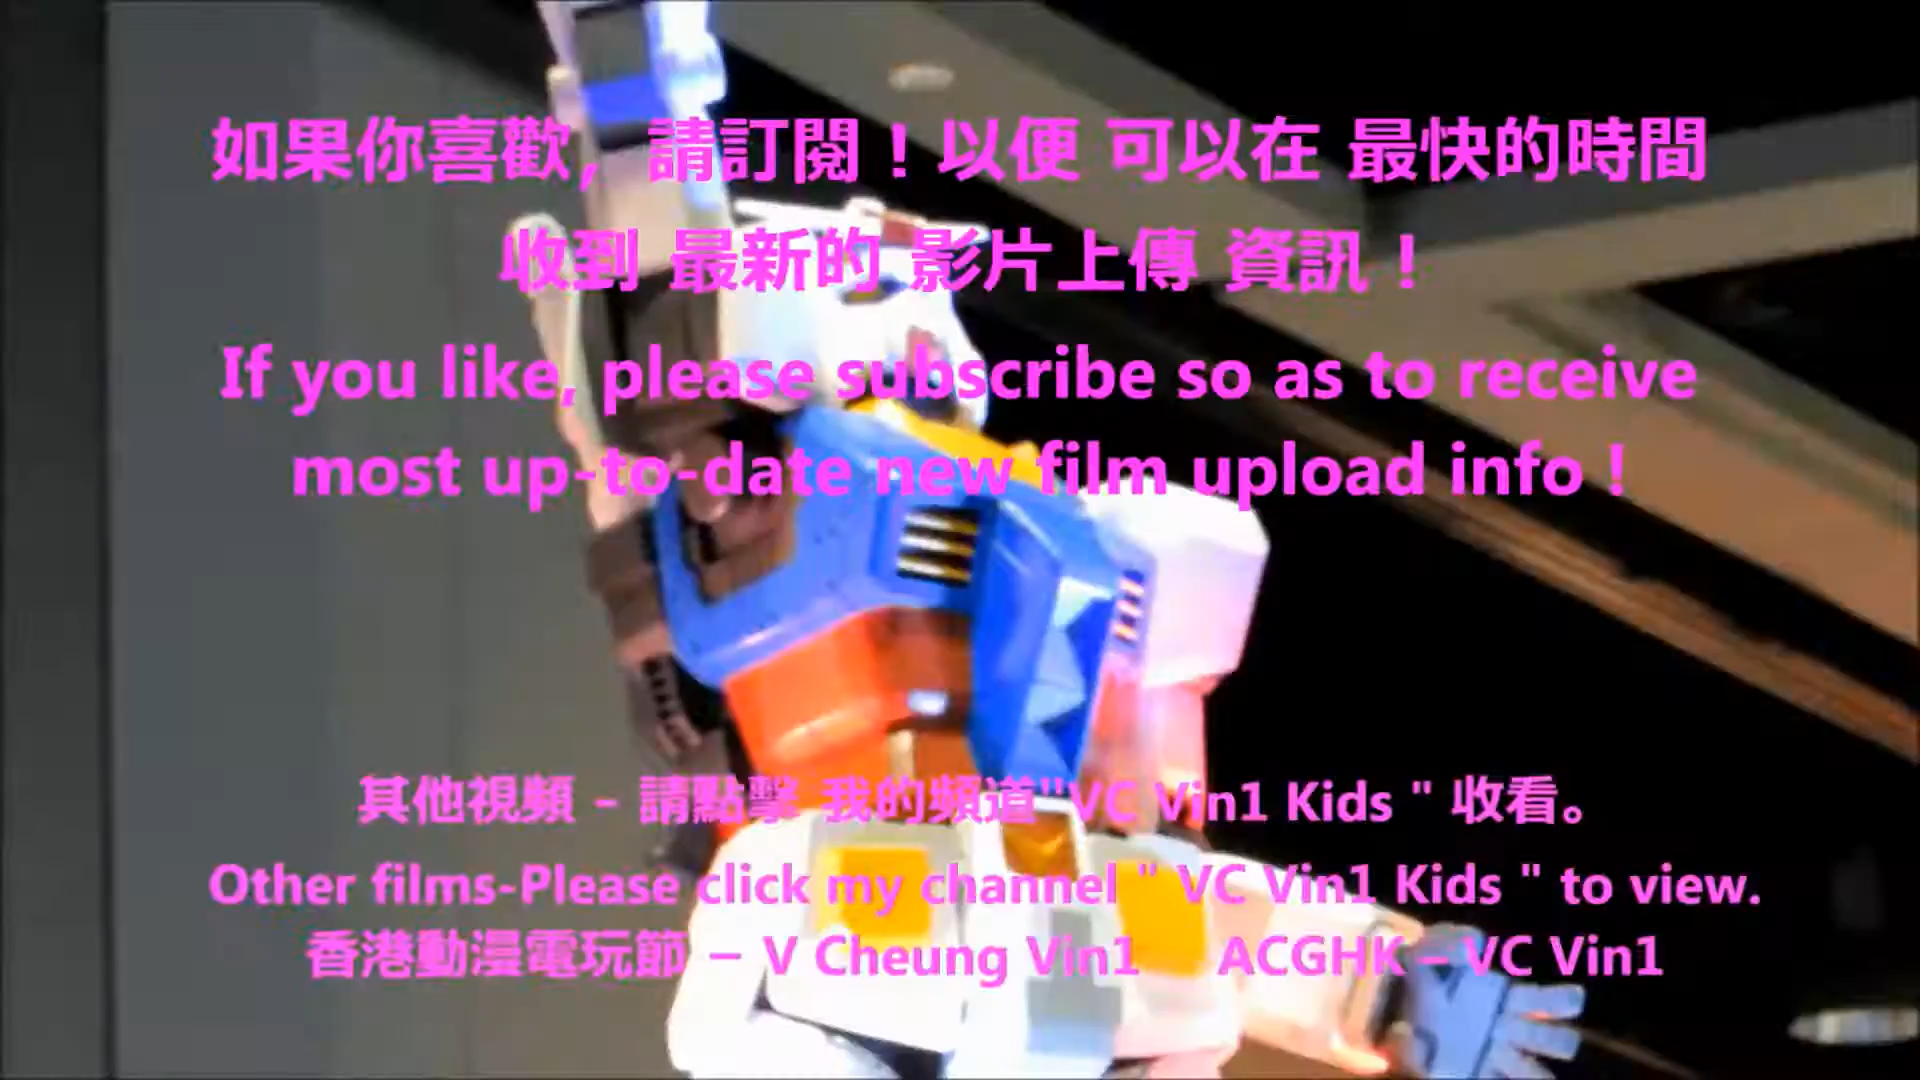 如果你喜歡，請訂閱！以便 可以在 最快的時間
收到 最新的 影片上傳 資訊！
If you like, please subscribe so as to receive
most up-to-date new film upload info！
其他視頻 – 請點擊 我的頻道"VC Vin1 Kids " 收看。
Other films-Please click my channel " VC Vin1 Kids " to view.
香港動漫電玩節 – V Cheung Vin1 ACGHK – VC Vin1